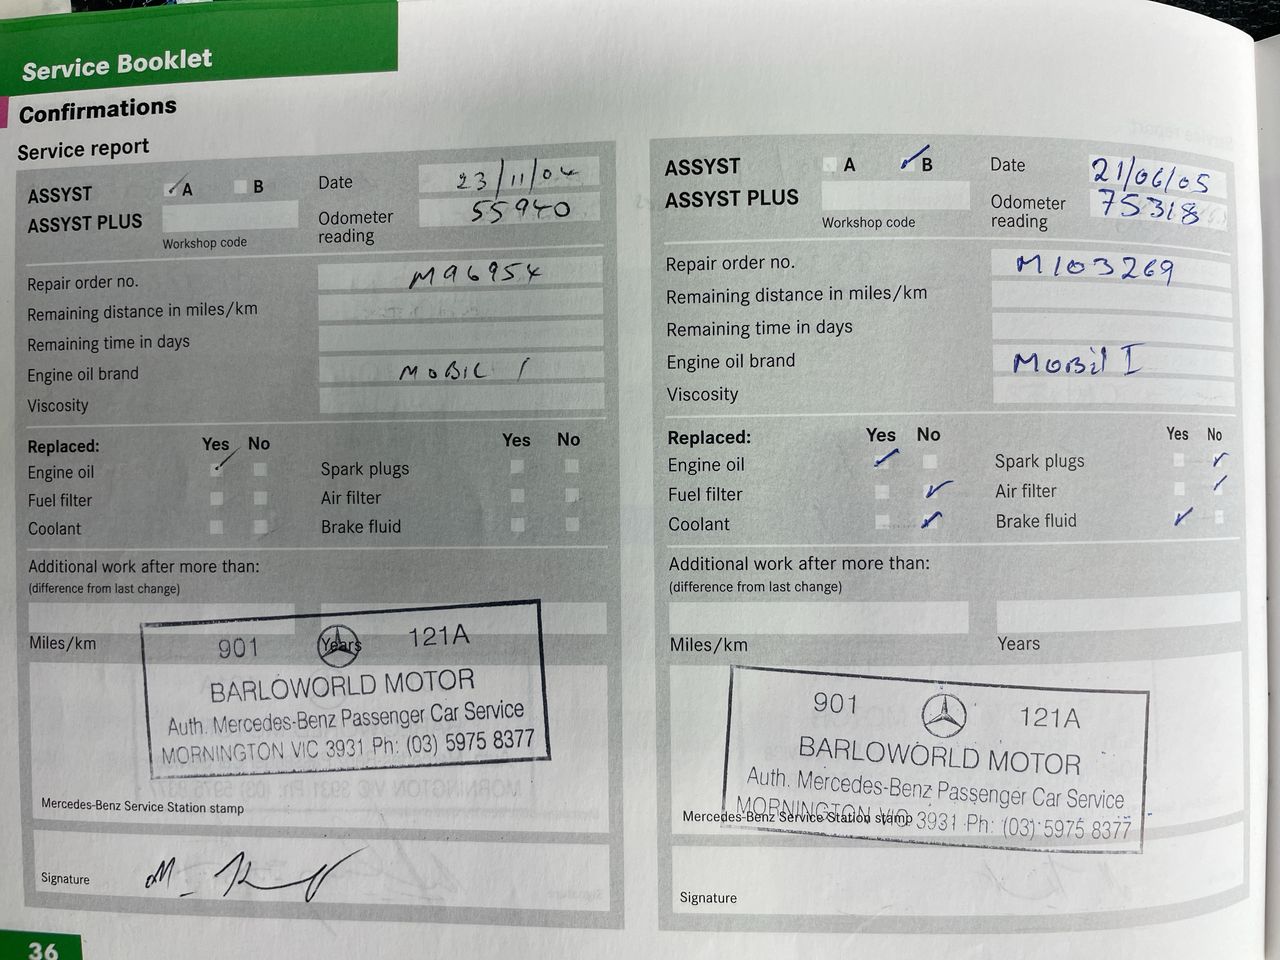 Service Booklet
Confirmations
Service report
ASSYST A B Date 23/11/04
ASSYST PLUS Workshop code Odometer reading 55940
Repair order no. M96954
Remaining distance in miles/km
Remaining time in days
Engine oil brand MOBIL 1
Viscosity
Replaced: Yes No Yes No
Engine oil Spark plugs
Fuel filter Air filter
Coolant Brake fluid
Additional work after more than:
(difference from last change)
Miles/km Years
901 121A
BARLOWORLD MOTOR
Auth. Mercedes-Benz Passenger Car Service
MORNINGTON VIC 3931 Ph: (03) 5975 8377
Mercedes-Benz Service Station stamp
Signature
ASSYST A B Date 21/06/05
ASSYST PLUS Workshop code Odometer reading 75318
Repair order no. M103269
Remaining distance in miles/km
Remaining time in days
Engine oil brand MOBil I
Viscosity
Replaced: Yes No Yes No
Engine oil Spark plugs
Fuel filter Air filter
Coolant Brake fluid
Additional work after more than:
(difference from last change)
Miles/km Years
901 121A
BARLOWORLD MOTOR
Auth. Mercedes-Benz Passenger Car Service
MORNINGTON VIC 3931 Ph: (03) 5975 8377
Mercedes-Benz Service Station stamp
Signature
36